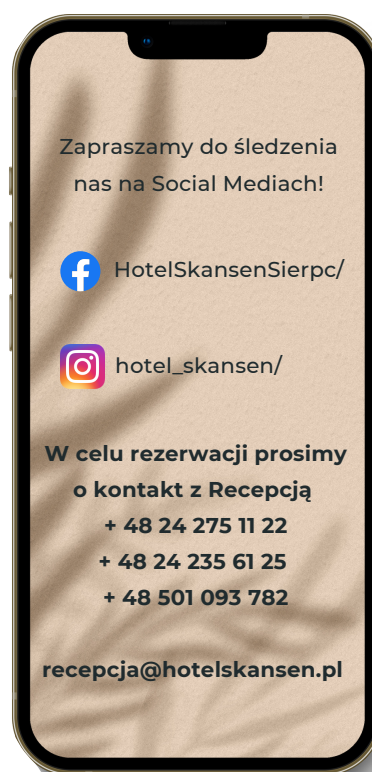 Zapraszamy do śledzenia
nas na Social Mediach!
HotelSkansenSierpc/
hotel_skansen/
W celu rezerwacji prosimy
o kontakt z Recepcją
+ 48 24 275 11 22
+ 48 24 235 61 25
+ 48 501 093 782
recepcja@hotelskansen.pl